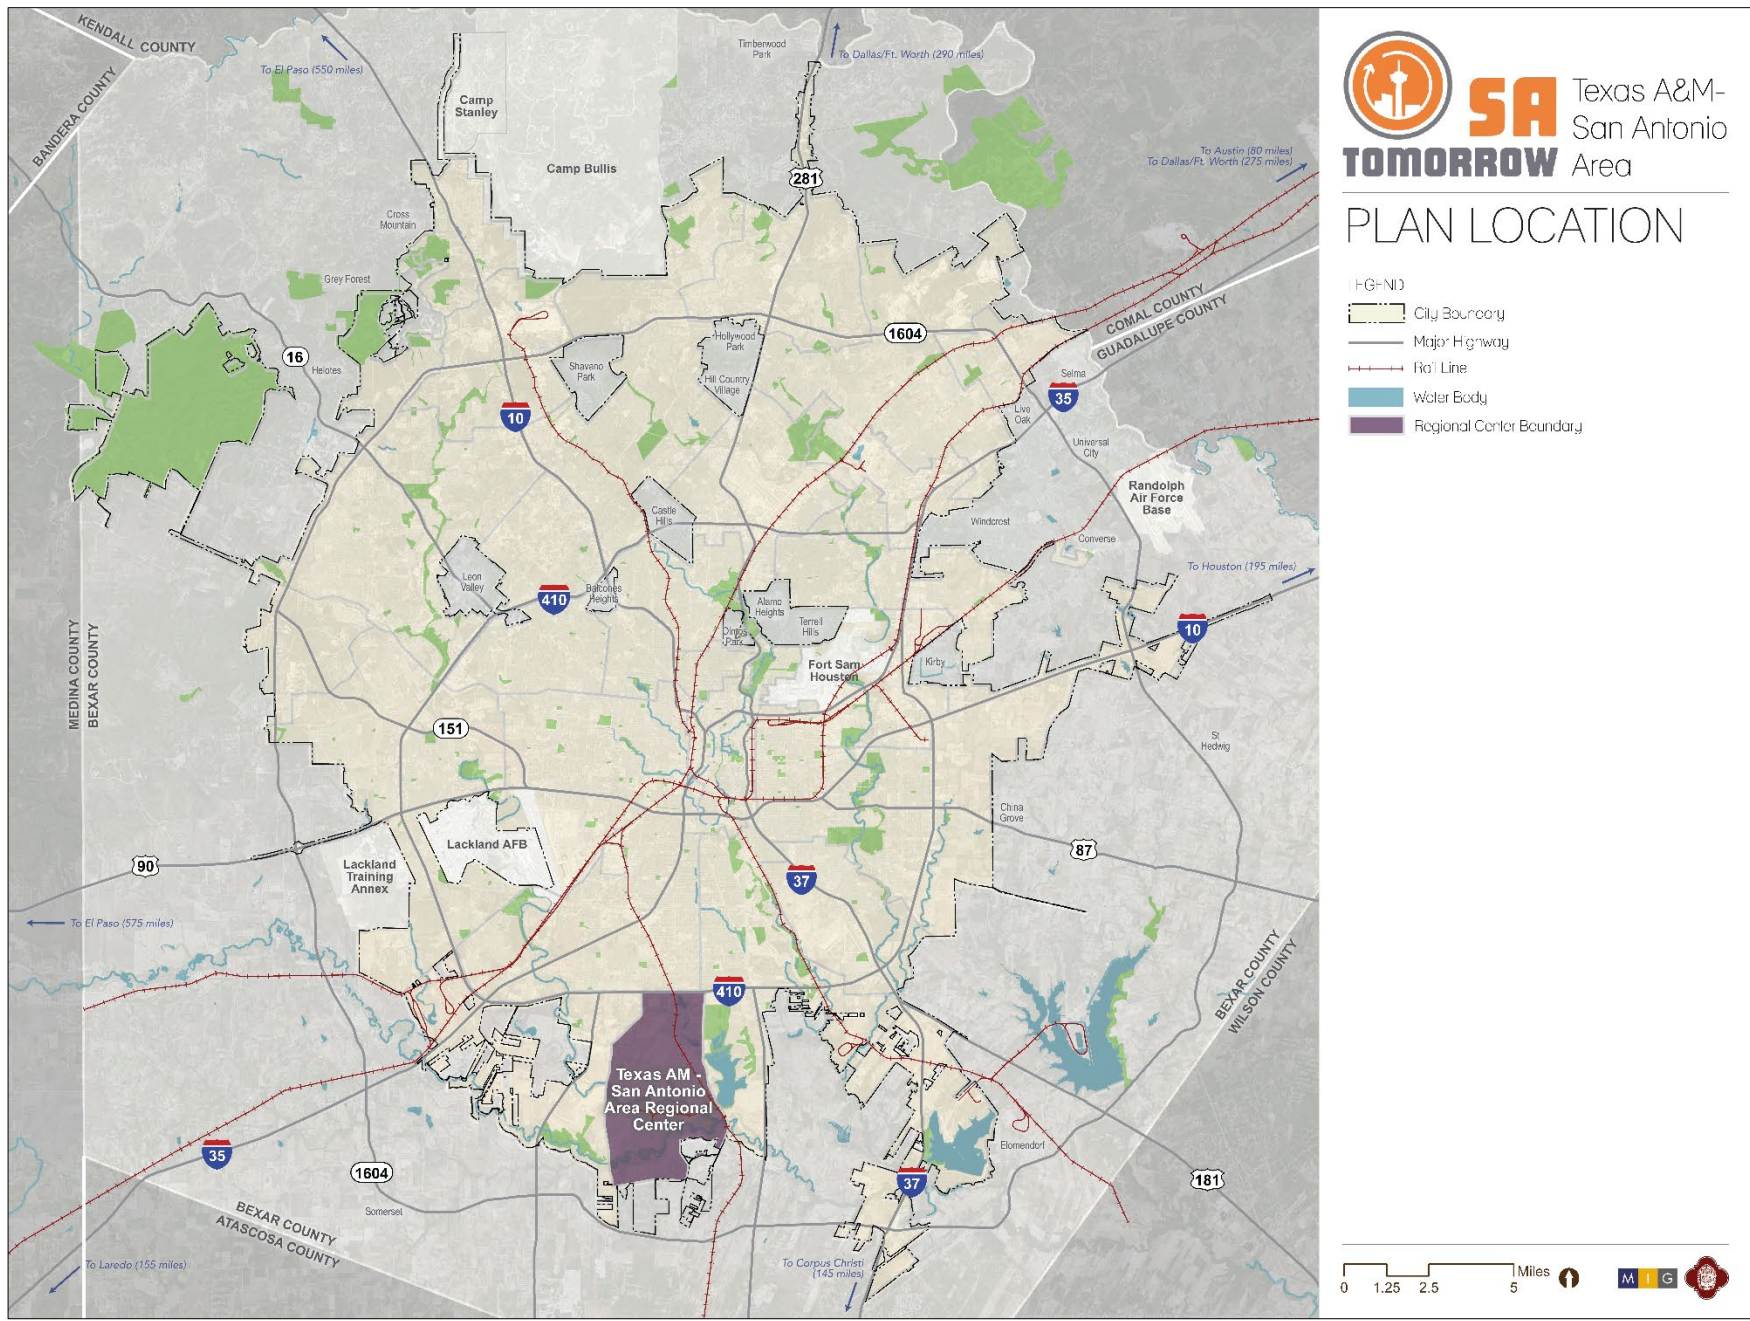 KENDALL COUNTY
BANDERA COUNTY
To El Paso (550 miles)
Timberwood
Park
To Dallas/Ft. Worth (290 miles)
Camp
Stanley
Camp Bullis
281
To Austin (80 miles)
To Dallas/Ft. Worth (275 miles)
Cross
Mountain
Grey Forest
COMAL COUNTY
GUADALUPE COUNTY
16
Helotes
Shavano
Park
Hollywood
Park
Hill Country
Village
1604
Selma
35
Live
Oak
10
Universal
City
Randolph
Air Force
Base
Castle
Hills
Windcrest
Converse
To Houston (195 miles)
Leon
Valley
410
Balcones
Heights
Alamo
Heights
Terrell
Hills
Olmos
Park
10
Fort Sam
Houston
Kirby
MEDINA COUNTY
BEXAR COUNTY
151
St
Hedwig
China
Grove
Lackland AFB
Lackland
Training
Annex
90
87
37
To El Paso (575 miles)
BEXAR COUNTY
WILSON COUNTY
410
Texas AM -
San Antonio
Area Regional
Center
Elomendorf
35
1604
37
181
Somerset
BEXAR COUNTY
ATASCOSA COUNTY
To Laredo (155 miles)
To Corpus Christi
(145 miles)
SA
TOMORROW
Texas A&M-
San Antonio
Area
PLAN LOCATION
LEGEND
City Boundary
Major Highway
Rail Line
Water Body
Regional Center Boundary
Miles
0 1.25 2.5 5
M I G